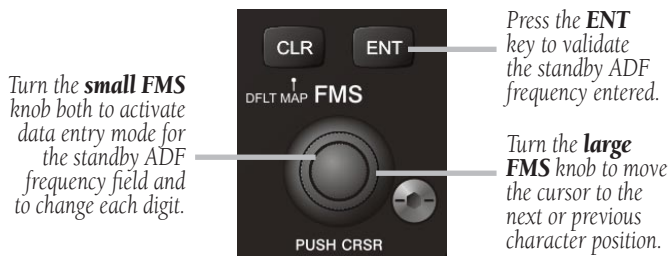 Turn the small FMS
knob both to activate
data entry mode for
the standby ADF
frequency field and
to change each digit.
CLR
ENT
DFLT MAP FMS
PUSH CRSR
Press the ENT
key to validate
the standby ADF
frequency entered.
Turn the large
FMS knob to move
the cursor to the
next or previous
character position.